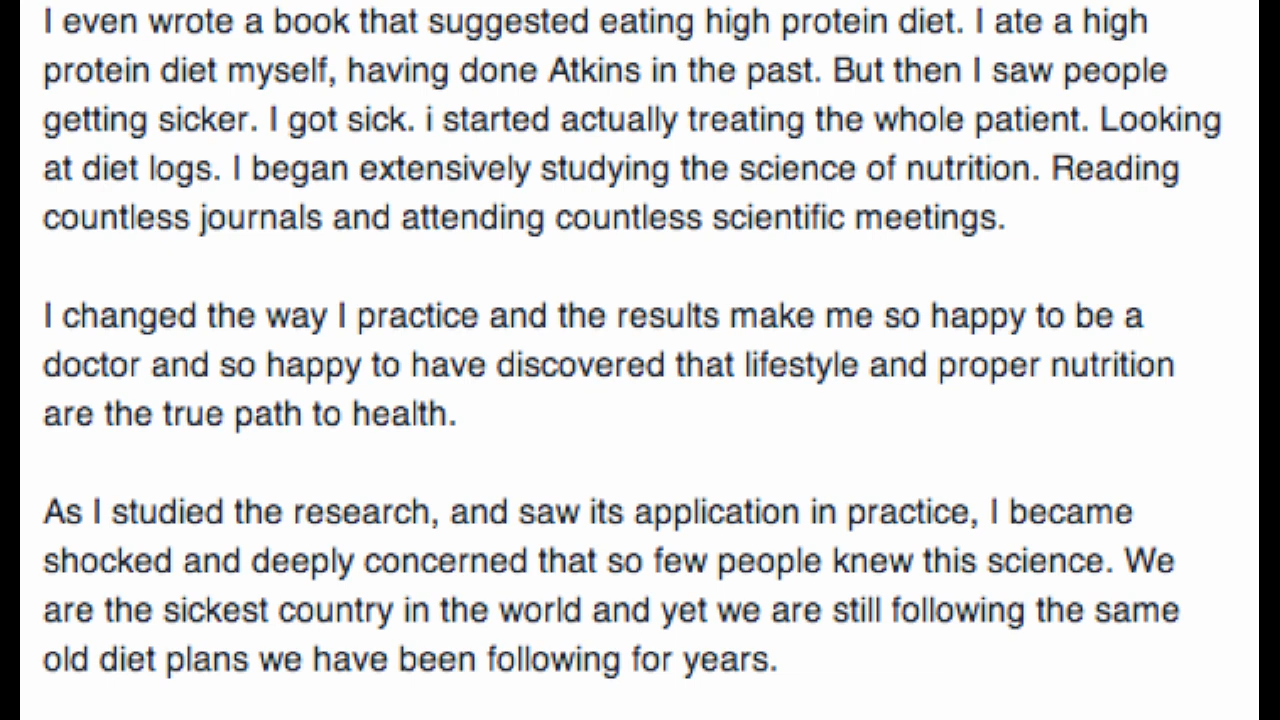 I even wrote a book that suggested eating high protein diet. I ate a high
protein diet myself, having done Atkins in the past. But then I saw people
getting sicker. I got sick. i started actually treating the whole patient. Looking
at diet logs. I began extensively studying the science of nutrition. Reading
countless journals and attending countless scientific meetings.
I changed the way I practice and the results make me so happy to be a
doctor and so happy to have discovered that lifestyle and proper nutrition
are the true path to health.
As I studied the research, and saw its application in practice, I became
shocked and deeply concerned that so few people knew this science. We
are the sickest country in the world and yet we are still following the same
old diet plans we have been following for years.